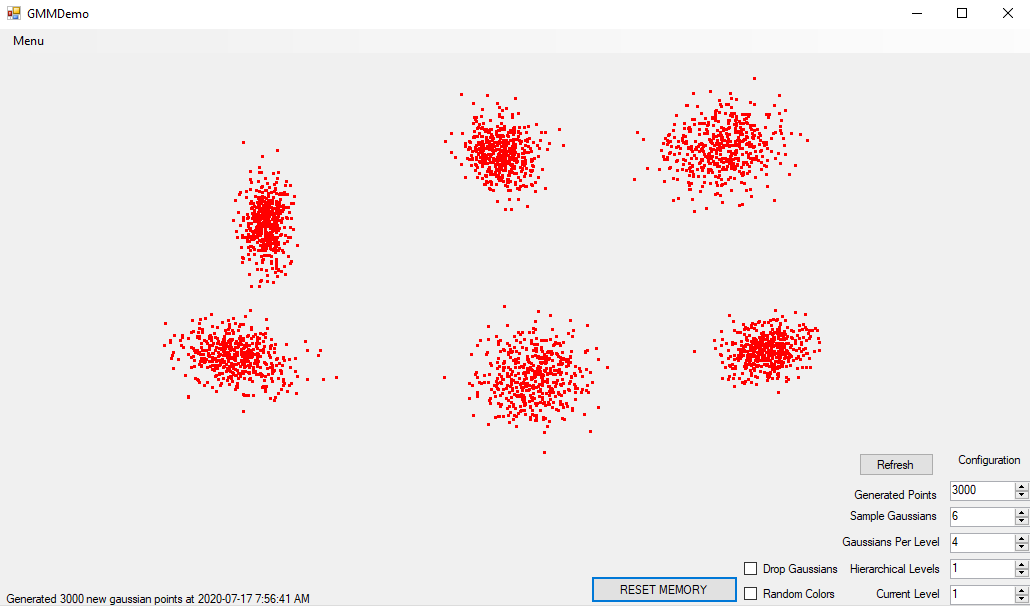 GMMDemo
Menu
Refresh
Configuration
Generated Points 3000
Sample Gaussians 6
Gaussians Per Level 4
Drop Gaussians Hierarchical Levels 1
RESET MEMORY Random Colors Current Level 1
Generated 3000 new gaussian points at 2020-07-17 7:56:41 AM